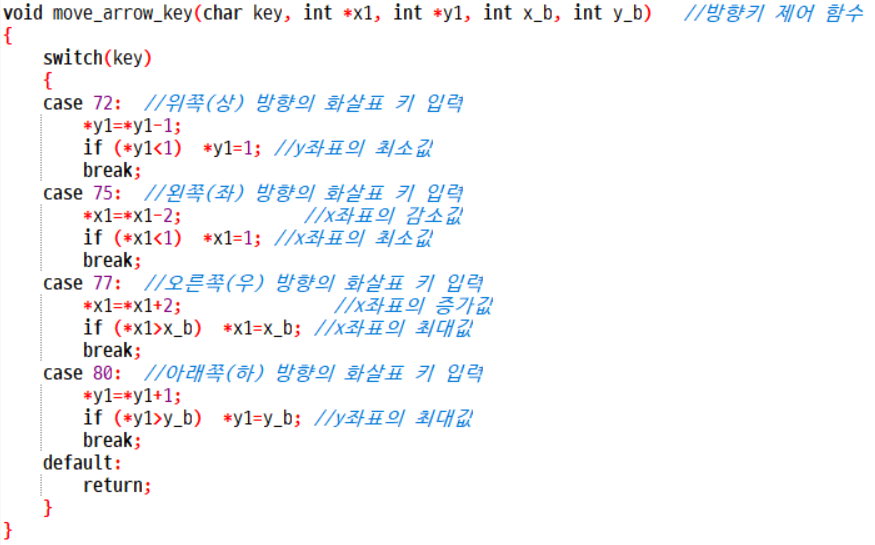 void move_arrow_key(char key, int *x1, int *y1, int x_b, int y_b)   //방향키 제어 함수
{
    switch(key)
    {
    case 72:  //위쪽(상) 방향의 화살표 키 입력
        *y1=*y1-1;
        if (*y1<1)  *y1=1; //y좌표의 최소값
        break;
    case 75:  //왼쪽(좌) 방향의 화살표 키 입력
        *x1=*x1-2;            //x좌표의 감소값
        if (*x1<1)  *x1=1; //x좌표의 최소값
        break;
    case 77:  //오른쪽(우) 방향의 화살표 키 입력
        *x1=*x1+2;               //x좌표의 증가값
        if (*x1>x_b)  *x1=x_b; //x좌표의 최대값
        break;
    case 80:  //아래쪽(하) 방향의 화살표 키 입력
        *y1=*y1+1;
        if (*y1>y_b)  *y1=y_b; //y좌표의 최대값
        break;
    default:
        return;
    }
}